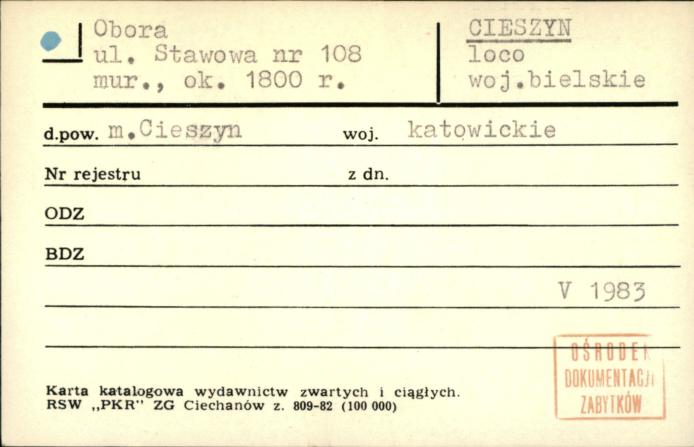 Obora
ul. Stawowa nr 108
mur., ok. 1800 r.
CIESZYN
loco
woj.bielskie
d.pow. m.Cieszyn woj. katowickie
Nr rejestru z dn.
ODZ
BDZ
V 1983
OŚRODEK
DOKUMENTACJI
ZABYTKÓW
Karta katalogowa wydawnictw zwartych i ciągłych.
RSW „PKR" ZG Ciechanów z. 809-82 (100 000)